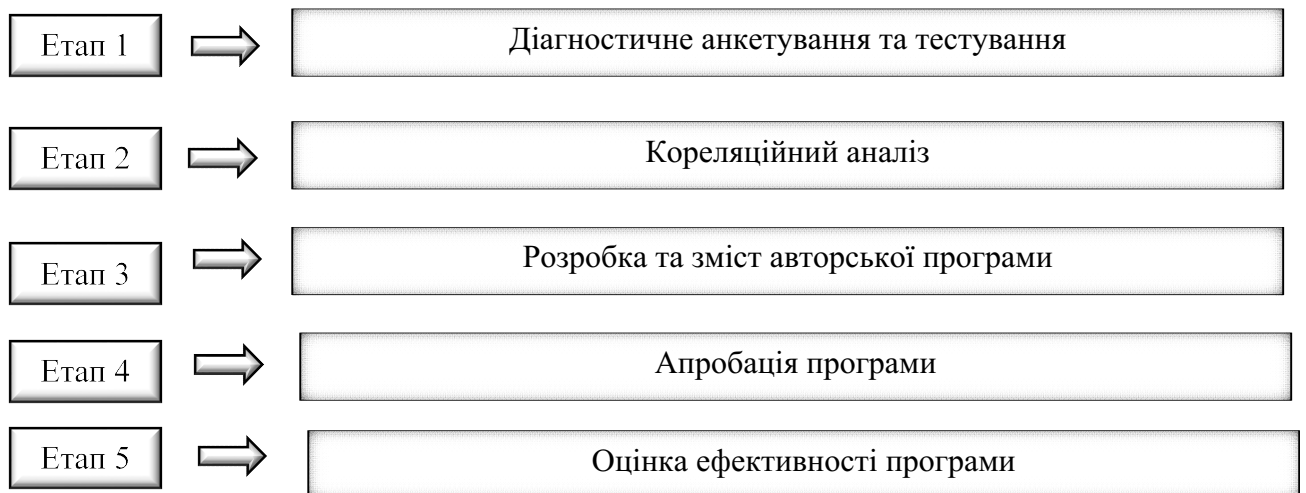 Етап 1
Діагностичне анкетування та тестування
Етап 2
Кореляційний аналіз
Етап 3
Розробка та зміст авторської програми
Етап 4
Апробація програми
Етап 5
Оцінка ефективності програми